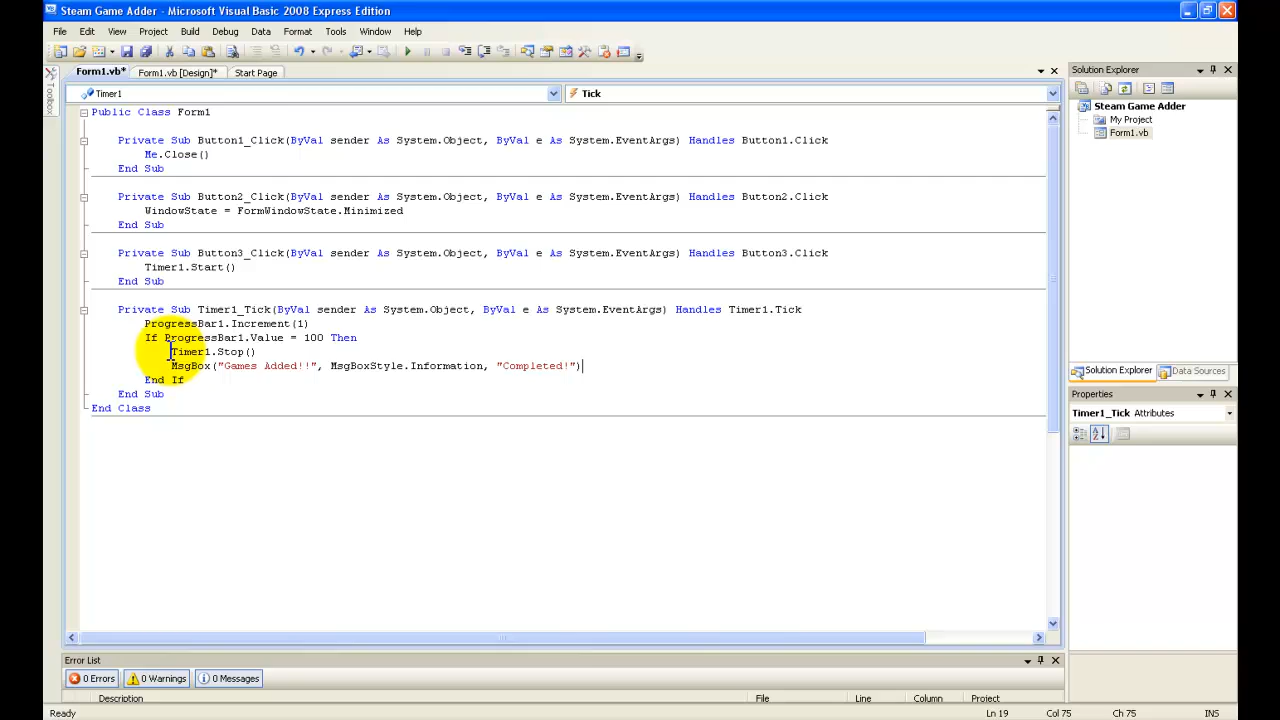 Steam Game Adder - Microsoft Visual Basic 2008 Express Edition
File Edit View Project Build Debug Data Format Tools Window Help
Form1.vb* Form1.vb [Design]* Start Page
Solution Explorer
Toolbox
Timer1 Tick
Public Class Form1
Private Sub Button1_Click(ByVal sender As System.Object, ByVal e As System.EventArgs) Handles Button1.Click
Me.Close()
End Sub
Private Sub Button2_Click(ByVal sender As System.Object, ByVal e As System.EventArgs) Handles Button2.Click
WindowState = FormWindowState.Minimized
End Sub
Private Sub Button3_Click(ByVal sender As System.Object, ByVal e As System.EventArgs) Handles Button3.Click
Timer1.Start()
End Sub
Private Sub Timer1_Tick(ByVal sender As System.Object, ByVal e As System.EventArgs) Handles Timer1.Tick
ProgressBar1.Increment(1)
If ProgressBar1.Value = 100 Then
Timer1.Stop()
MsgBox("Games Added!!", MsgBoxStyle.Information, "Completed!")
End If
End Sub
End Class
Steam Game Adder
My Project
Form1.vb
Solution Explorer Data Sources
Properties
Timer1_Tick Attributes
Error List
0 Errors 0 Warnings 0 Messages
Description File Line Column Project
Ready Ln 19 Col 75 Ch 75 INS